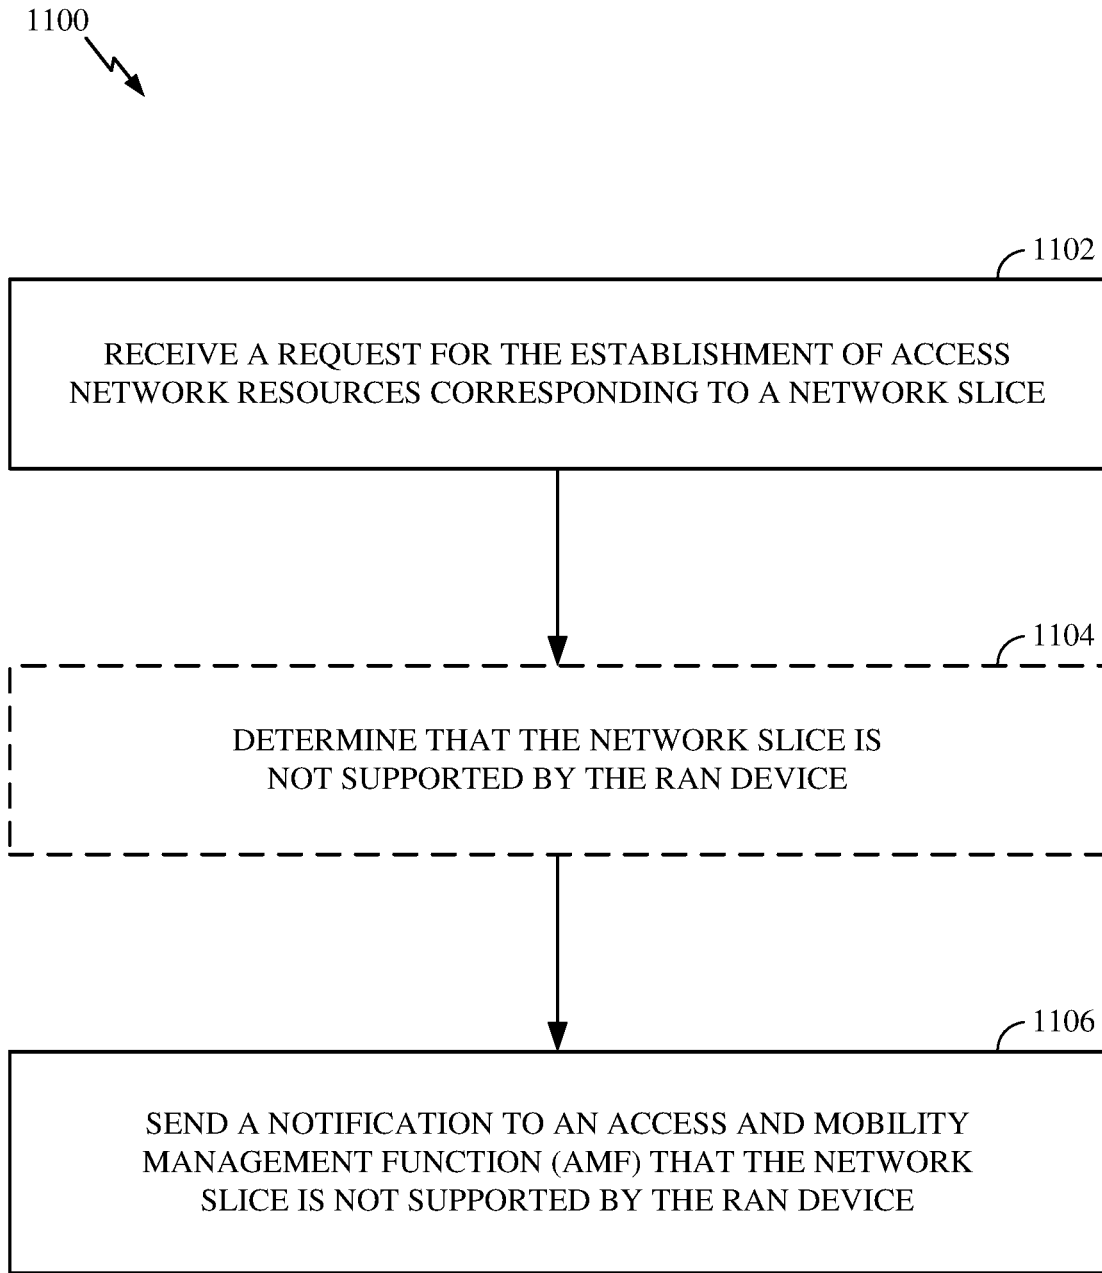 1100
1102
RECEIVE A REQUEST FOR THE ESTABLISHMENT OF ACCESS
NETWORK RESOURCES CORRESPONDING TO A NETWORK SLICE
1104
DETERMINE THAT THE NETWORK SLICE IS
NOT SUPPORTED BY THE RAN DEVICE
1106
SEND A NOTIFICATION TO AN ACCESS AND MOBILITY
MANAGEMENT FUNCTION (AMF) THAT THE NETWORK
SLICE IS NOT SUPPORTED BY THE RAN DEVICE